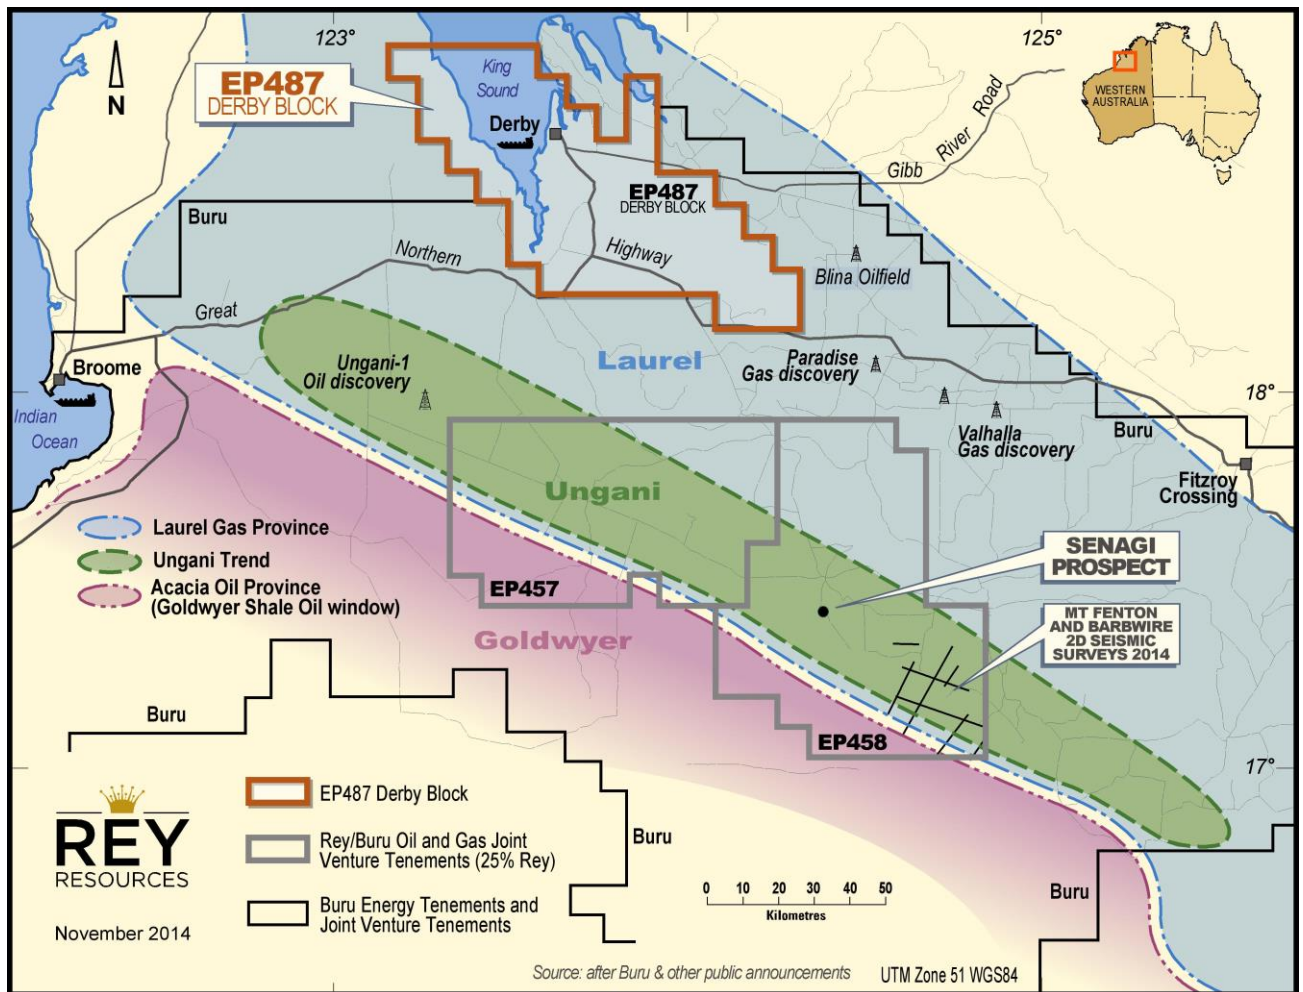 123°
125°
N
EP487
DERBY BLOCK
King
Sound
Derby
Gibb River Road
WESTERN
AUSTRALIA
EP487
DERBY BLOCK
Buru
Great Northern Highway
Blina Oilfield
Laurel
Ungani-1
Oil discovery
Paradise
Gas discovery
Broome
18°
Indian
Ocean
Valhalla
Gas discovery
Buru
Fitzroy
Crossing
Ungani
Laurel Gas Province
Ungani Trend
Acacia Oil Province
(Goldwyer Shale Oil window)
SENAGI
PROSPECT
EP457
Goldwyer
MT FENTON
AND BARBWIRE
2D SEISMIC
SURVEYS 2014
Buru
EP458
17°
REY
RESOURCES
November 2014
EP487 Derby Block
Rey/Buru Oil and Gas Joint
Venture Tenements (25% Rey)
Buru Energy Tenements and
Joint Venture Tenements
Buru
0 10 20 30 40 50
Kilometres
Buru
Source: after Buru & other public announcements
UTM Zone 51 WGS84